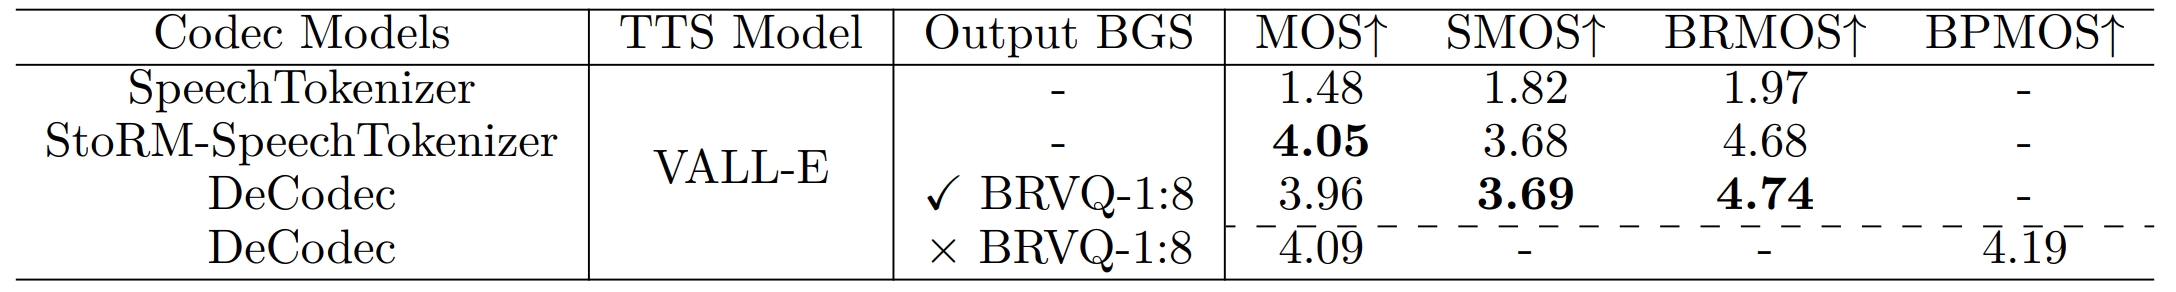 Codec Models TTS Model Output BGS MOS↑ SMOS↑ BRMOS↑ BPMOS↑
SpeechTokenizer - 1.48 1.82 1.97 -
StoRM-SpeechTokenizer - 4.05 3.68 4.68 -
VALL-E
DeCodec ✓ BRVQ-1:8 3.96 3.69 4.74 -
DeCodec × BRVQ-1:8 4.09 - - 4.19